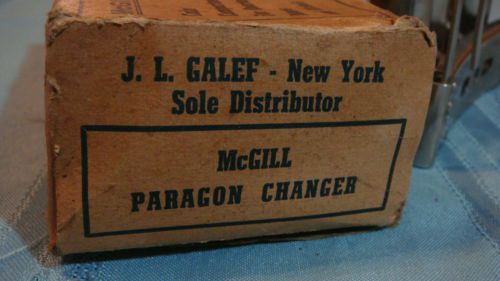 J. L. GALEF - New York
Sole Distributor
McGILL
PARAGON CHANGER